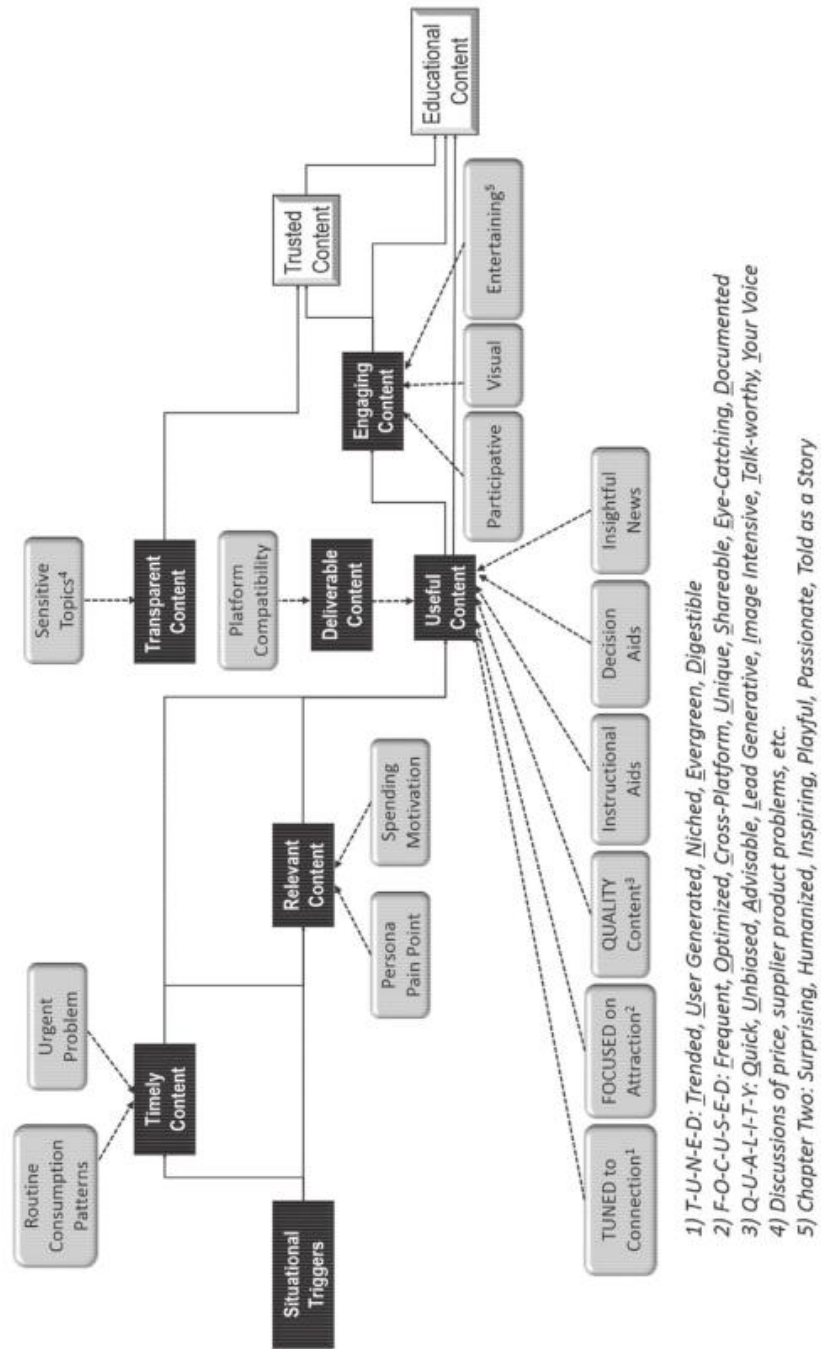 Routine
Consumption
Patterns
Urgent
Problem
Sensitive
Topics⁴
Timely
Content
Transparent
Content
Trusted
Content
Platform
Compatibility
Situational
Triggers
Relevant
Content
Deliverable
Content
Engaging
Content
Educational
Content
Persona
Pain Point
Spending
Motivation
Useful
Content
Participative
Visual
Entertaining⁵
TUNED to
Connection¹
FOCUSED on
Attraction²
QUALITY
Content³
Instructional
Aids
Decision
Aids
Insightful
News
1) T-U-N-E-D: Trended, User Generated, Niched, Evergreen, Digestible
2) F-O-C-U-S-E-D: Frequent, Optimized, Cross-Platform, Unique, Shareable, Eye-Catching, Documented
3) Q-U-A-L-I-T-Y: Quick, Unbiased, Advisable, Lead Generative, Image Intensive, Talk-worthy, Your Voice
4) Discussions of price, supplier product problems, etc.
5) Chapter Two: Surprising, Humanized, Inspiring, Playful, Passionate, Told as a Story